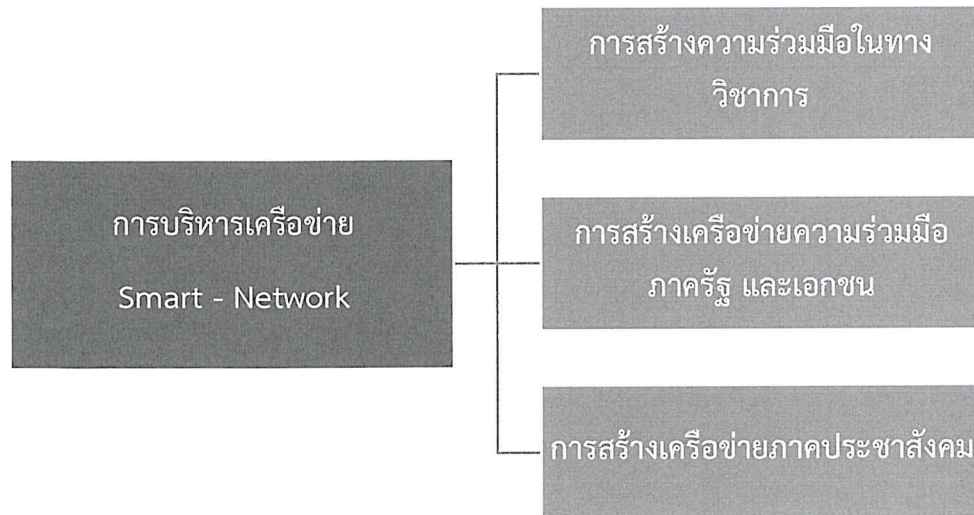 การบริหารเครือข่าย
Smart - Network
การสร้างความร่วมมือในทาง
วิชาการ
การสร้างเครือข่ายความร่วมมือ
ภาครัฐ และเอกชน
การสร้างเครือข่ายภาคประชาสังคม